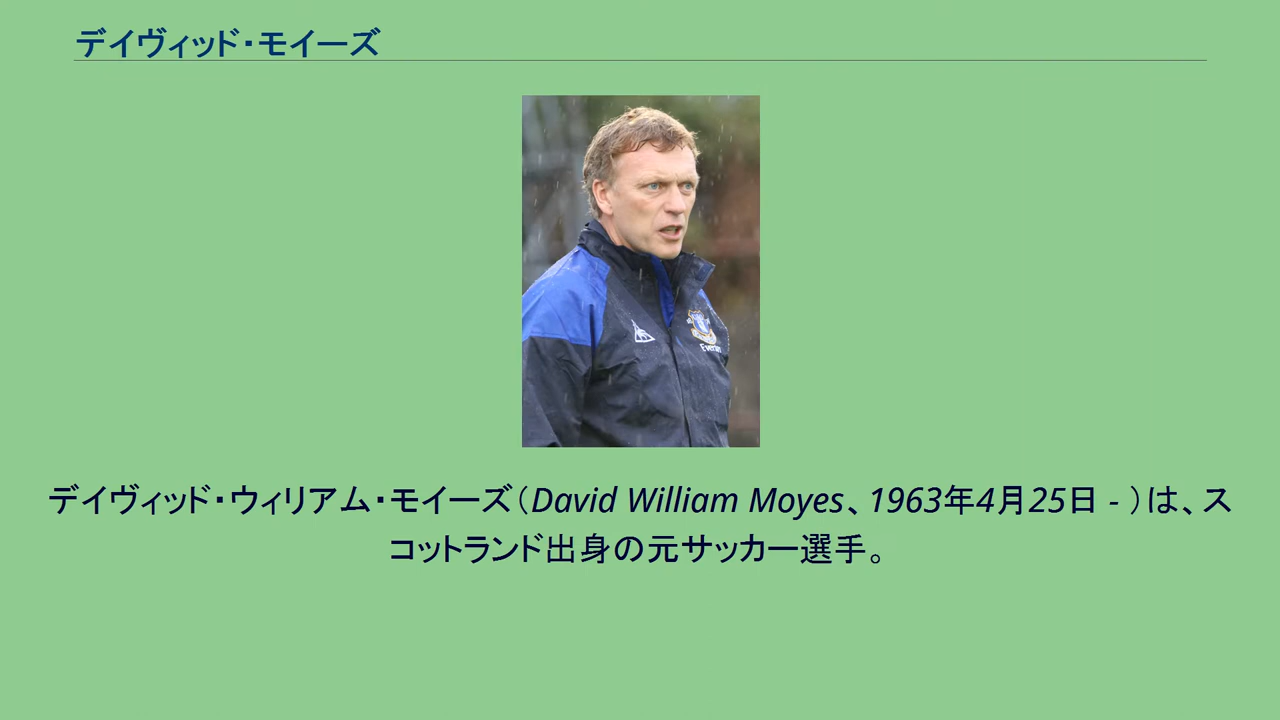 デイヴィッド・モイーズ
Everton
デイヴィッド・ウィリアム・モイーズ（David William Moyes、1963年4月25日 - ）は、ス
コットランド出身の元サッカー選手。